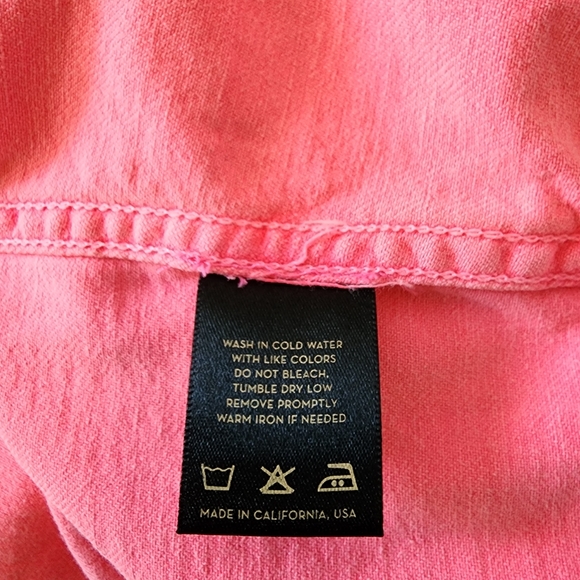 WASH IN COLD WATER
WITH LIKE COLORS
DO NOT BLEACH.
TUMBLE DRY LOW
REMOVE PROMPTLY
WARM IRON IF NEEDED
MADE IN CALIFORNIA, USA